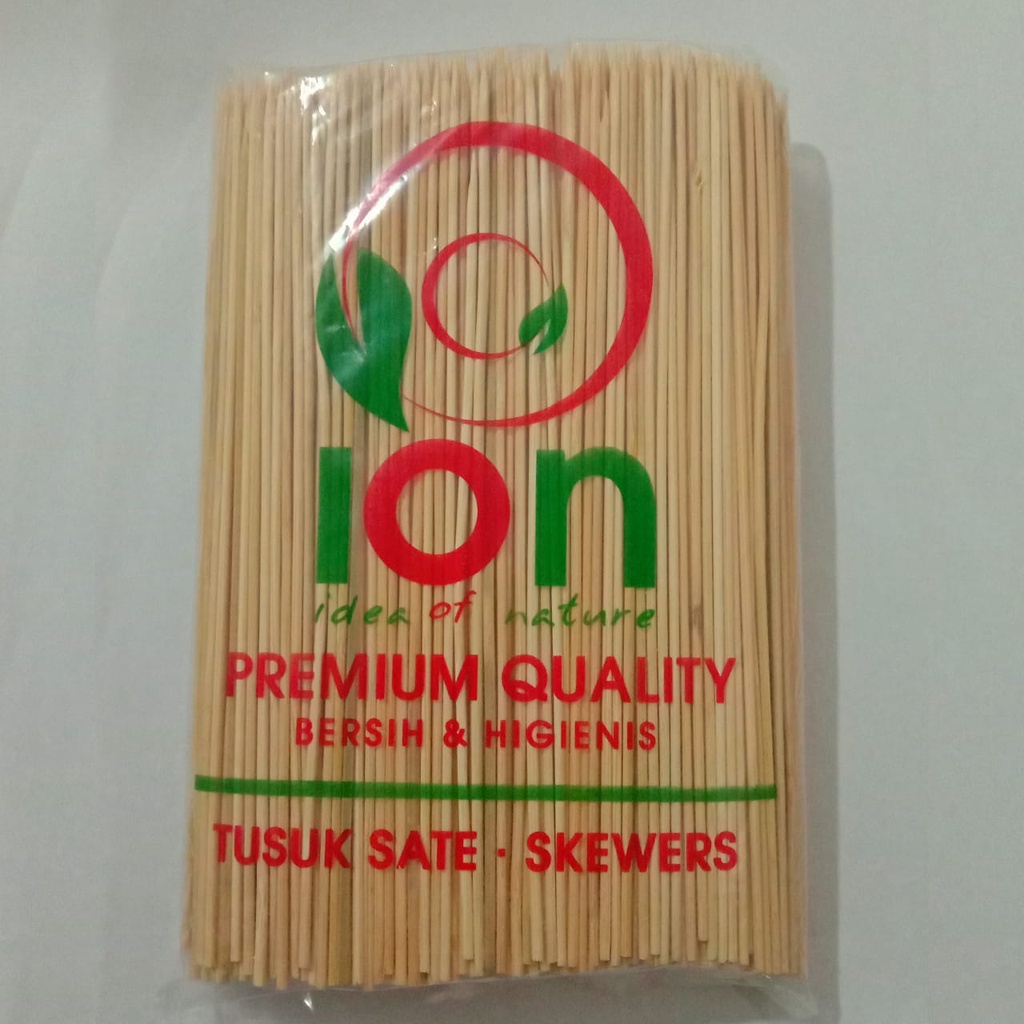 ion
idea of nature
PREMIUM QUALITY
BERSIH & HIGIENIS
TUSUK SATE · SKEWERS